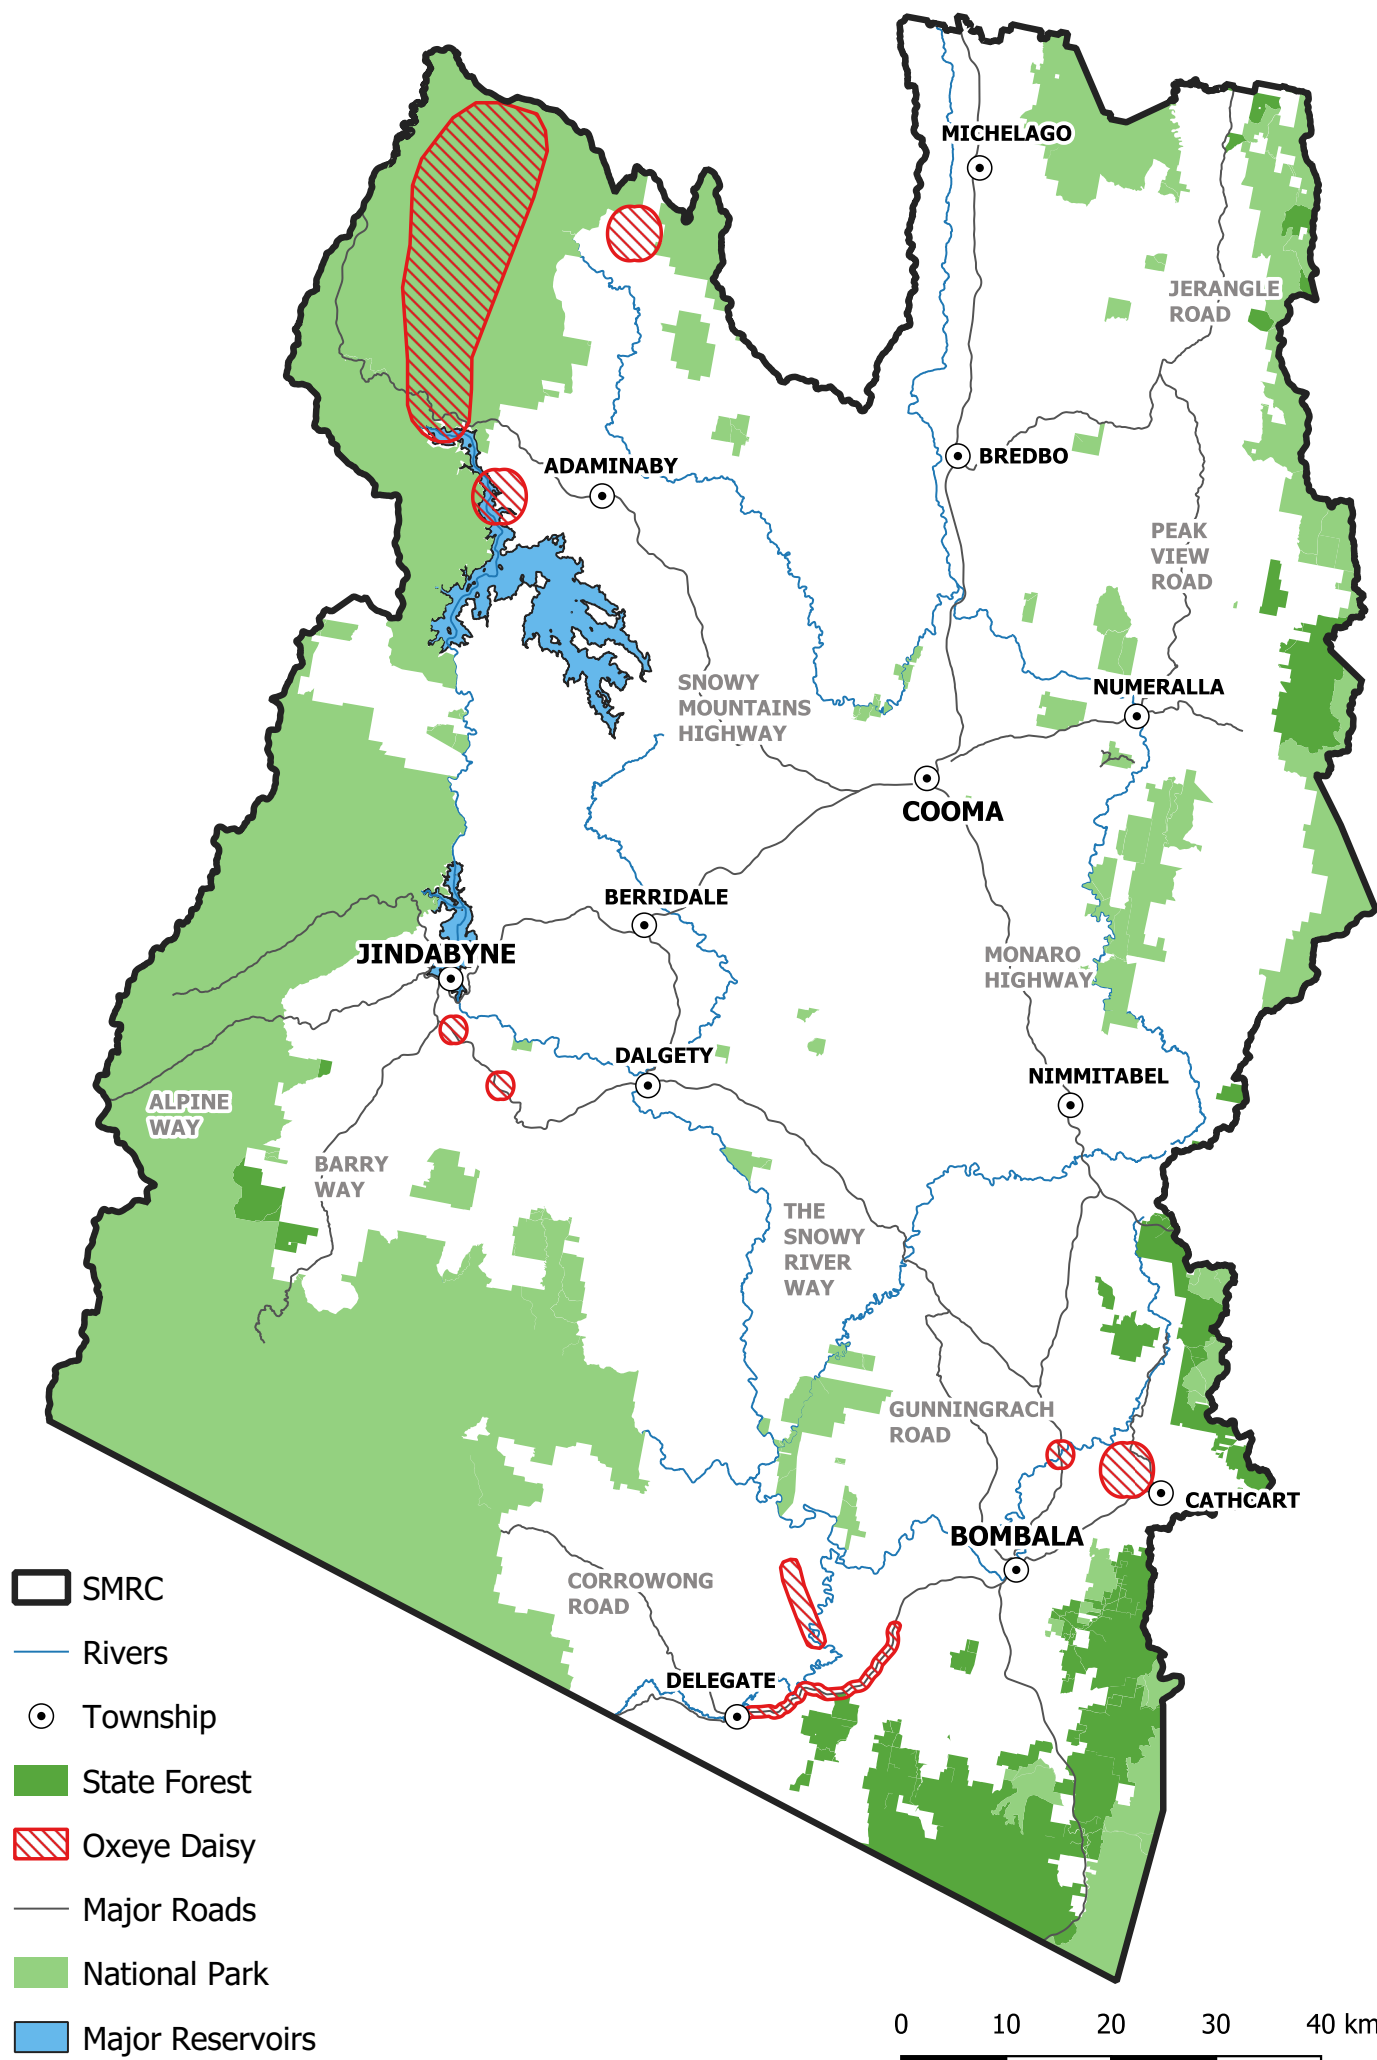 MICHELAGO
JERANGLE
ROAD
ADAMINABY
BREDBO
PEAK
VIEW
ROAD
SNOWY
MOUNTAINS
HIGHWAY
NUMERALLA
COOMA
BERRIDALE
JINDABYNE
MONARO
HIGHWAY
DALGETY
NIMMITABEL
ALPINE
WAY
BARRY
WAY
THE
SNOWY
RIVER
WAY
GUNNINGRACH
ROAD
CATHCART
BOMBALA
CORROWONG
ROAD
DELEGATE
SMRC
Rivers
Township
State Forest
Oxeye Daisy
Major Roads
National Park
Major Reservoirs
0 10 20 30 40 km